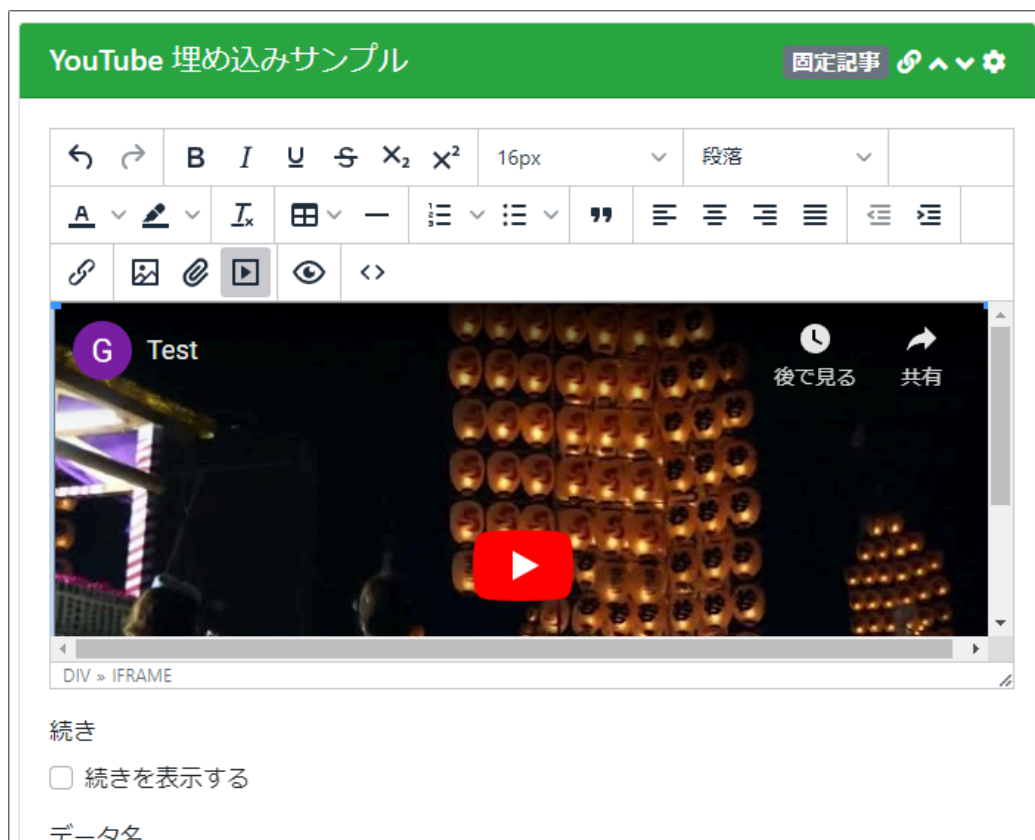 YouTube 埋め込みサンプル 固定記事
B I U S X₂ X² 16px 段落
A
G Test
後で見る 共有
DIV » IFRAME
続き
続きを表示する
データ名